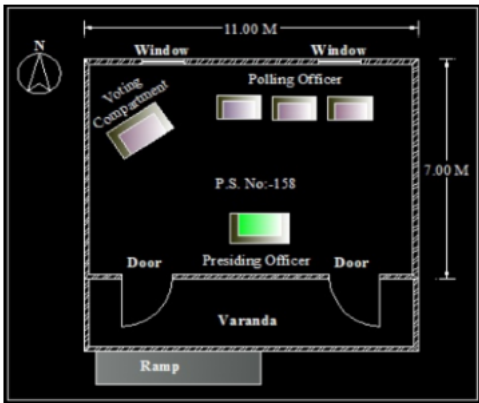 11.00 M
N
Window
Window
Voting
Compartment
Polling Officer
7.00 M
P.S. No:-158
Door
Presiding Officer
Door
Varanda
Ramp